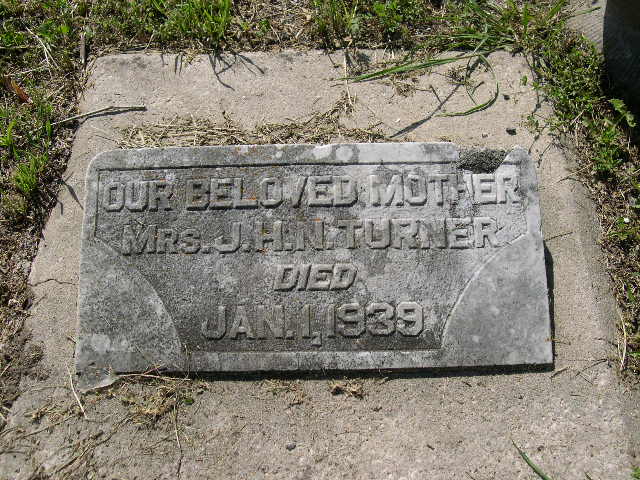 OUR BELOVED MOTHER
MRS. J. H. N. TURNER
DIED
JAN. 1, 1939